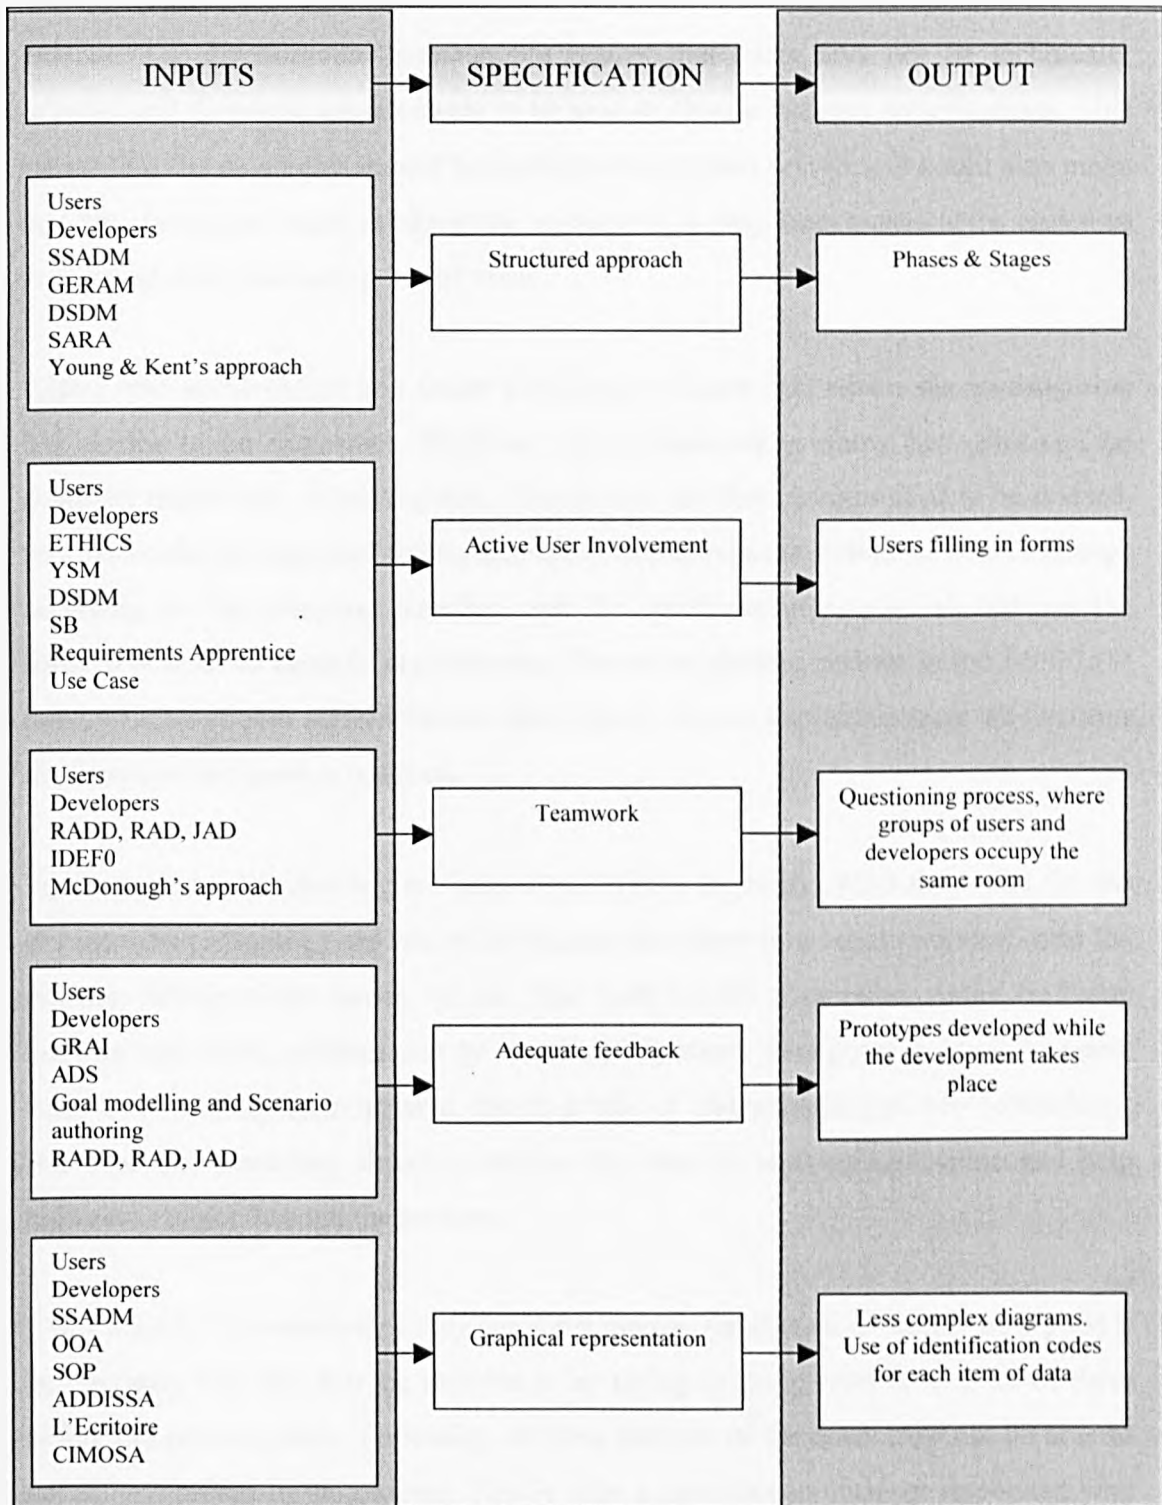 INPUTS
SPECIFICATION
OUTPUT
Users
Developers
SSADM
GERAM
DSDM
SARA
Young & Kent's approach
Structured approach
Phases & Stages
Users
Developers
ETHICS
YSM
DSDM
SB
Requirements Apprentice
Use Case
Active User Involvement
Users filling in forms
Users
Developers
RADD, RAD, JAD
IDEF0
McDonough's approach
Teamwork
Questioning process, where
groups of users and
developers occupy the
same room
Users
Developers
GRAI
ADS
Goal modelling and Scenario
authoring
RADD, RAD, JAD
Adequate feedback
Prototypes developed while
the development takes
place
Users
Developers
SSADM
OOA
SOP
ADDISSA
L'Ecritoire
CIMOSA
Graphical representation
Less complex diagrams.
Use of identification codes
for each item of data